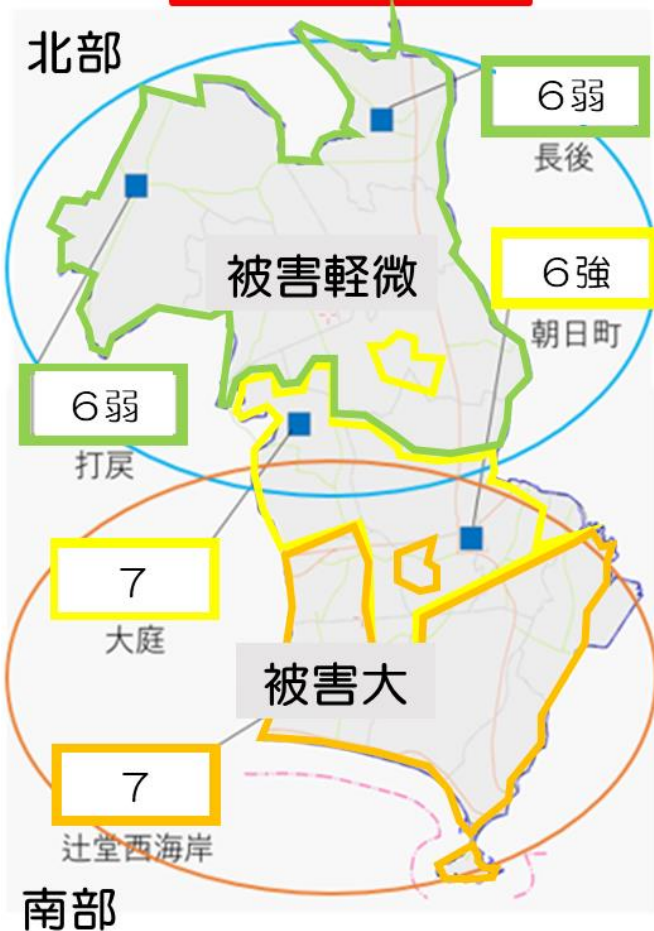 北部
６弱
長後
被害軽微
６強
朝日町
６弱
打戻
７
大庭
被害大
７
辻堂西海岸
南部